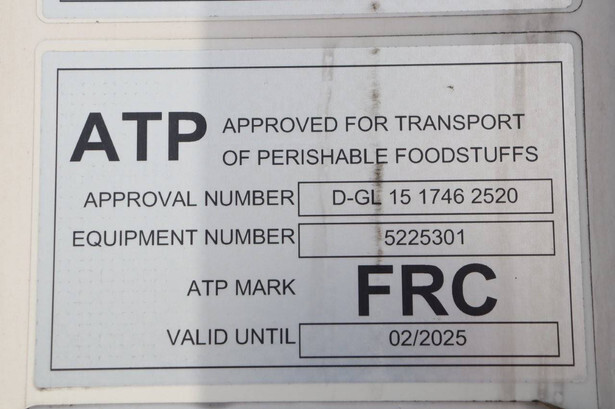 ATP APPROVED FOR TRANSPORT
OF PERISHABLE FOODSTUFFS
APPROVAL NUMBER D-GL 15 1746 2520
EQUIPMENT NUMBER 5225301
ATP MARK FRC
VALID UNTIL 02/2025